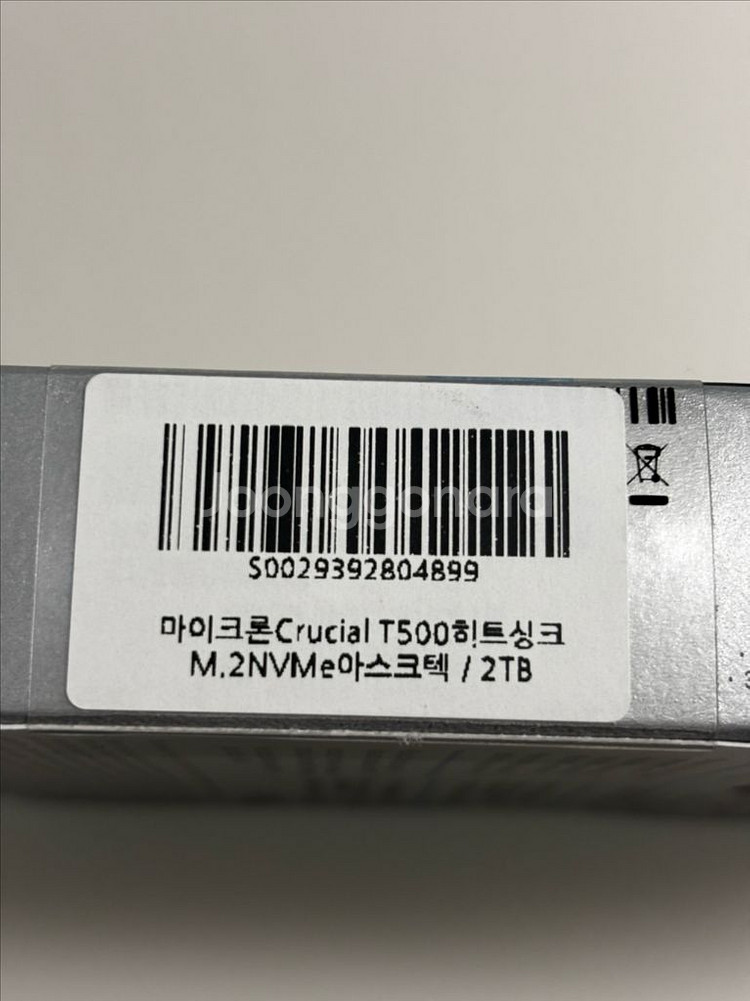 Joonggonara
S0029392804899
마이크론Crucial T500히트싱크
M.2NVMe아스크텍 / 2TB